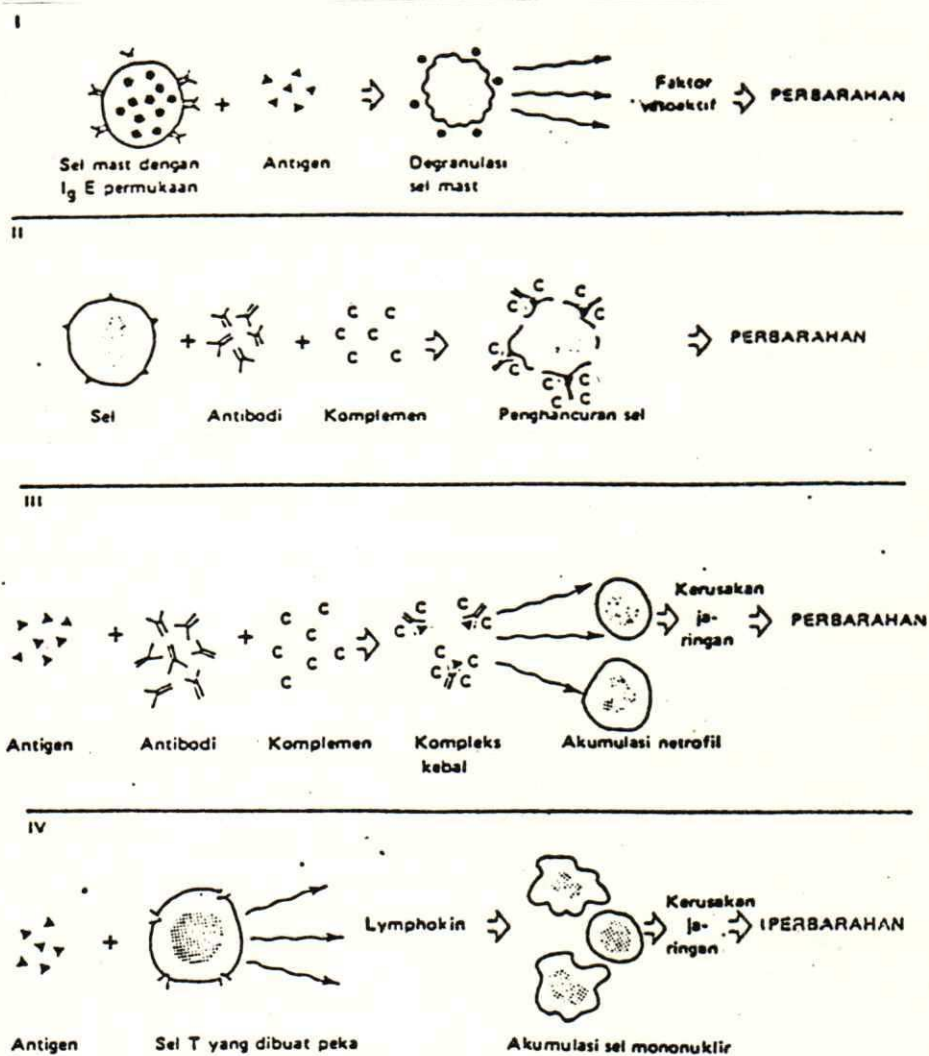 I
+
Faktor
vasoaktif
PERBARAHAN
Sel mast dengan
Ig E permukaan
Antigen
Degranulasi
sel mast
II
+ + C C C C C C
C C C C C C C C
PERBARAHAN
Sel
Antibodi
Komplemen
Penghancuran sel
III
+ + C C C C C C C
C C C C C C
Kerusakan
ja-
ringan
PERBARAHAN
Antigen
Antibodi
Komplemen
Kompleks
kebal
Akumulasi netrofil
IV
+
Lymphokin
Kerusakan
ja-
ringan
PERBARAHAN
Antigen
Sel T yang dibuat peka
Akumulasi sel mononuklir